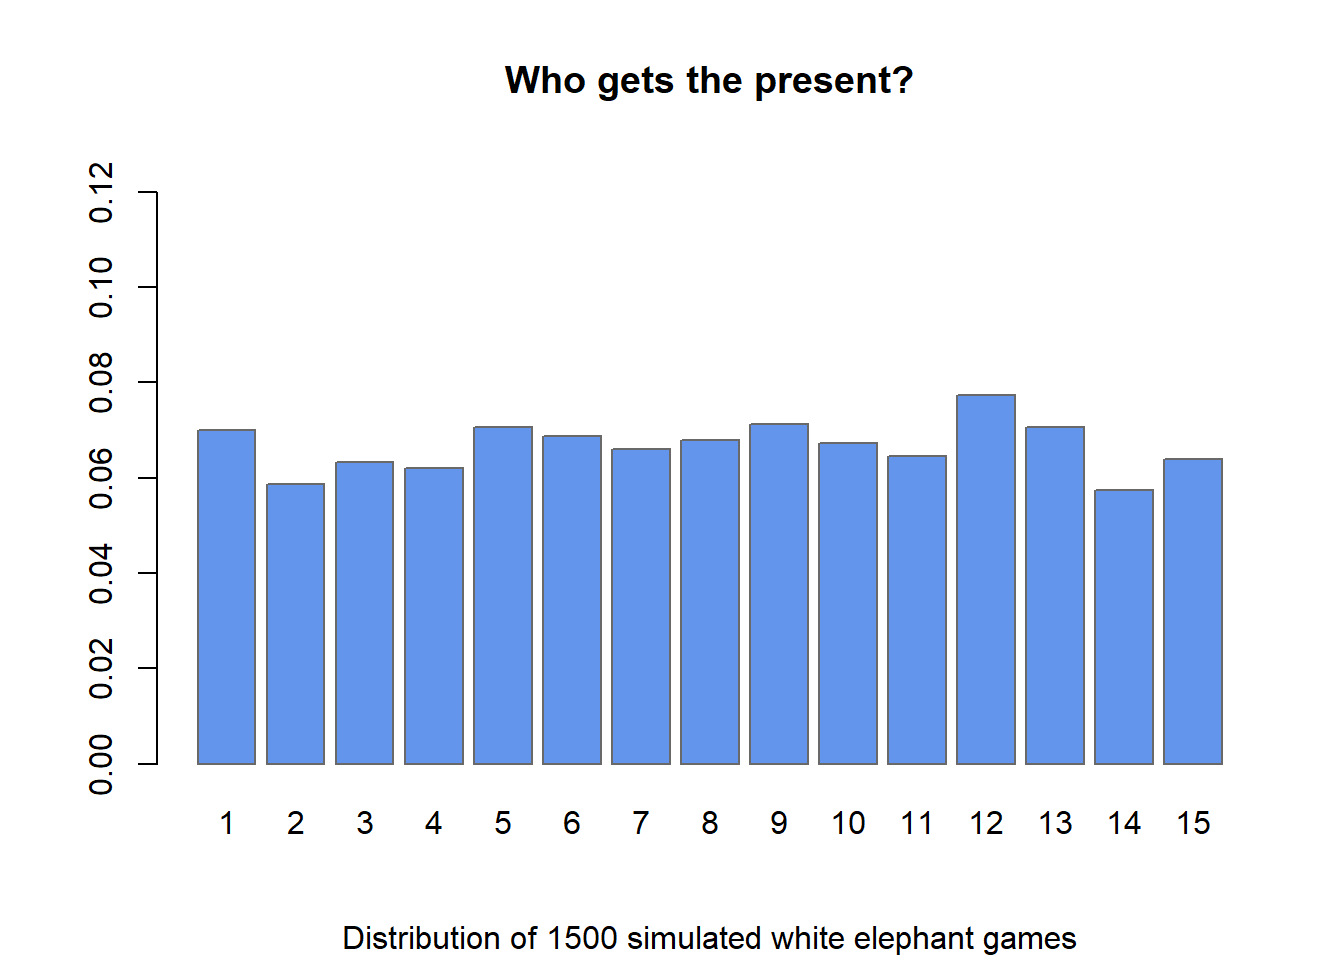 Who gets the present?
0.12
0.10
0.08
0.06
0.04
0.02
0.00
1 2 3 4 5 6 7 8 9 10 11 12 13 14 15
Distribution of 1500 simulated white elephant games